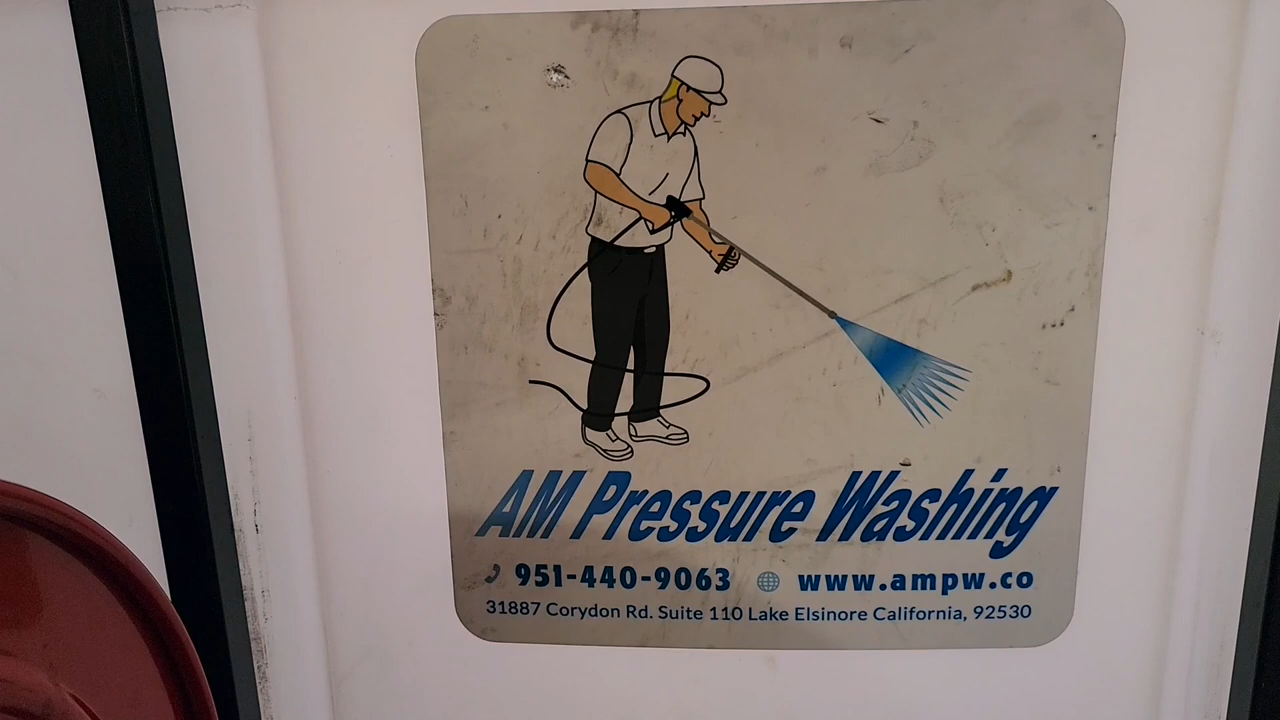 AM Pressure Washing
951-440-9063 www.ampw.co
31887 Corydon Rd. Suite 110 Lake Elsinore California, 92530